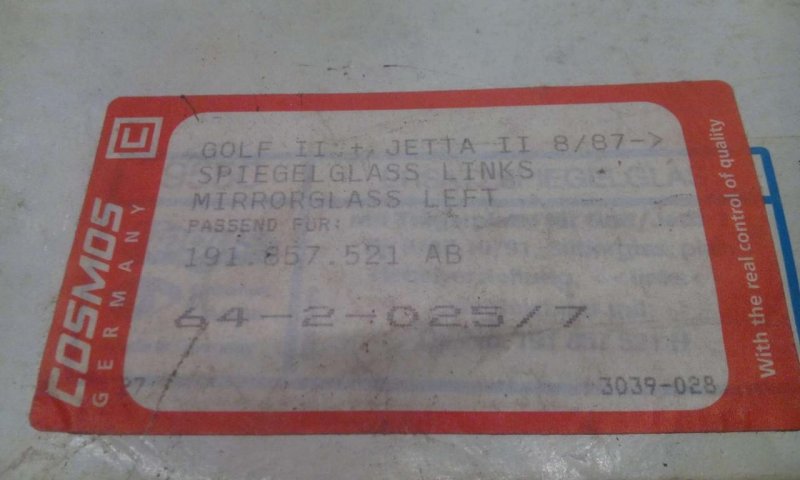 COSMOS
GERMANY
GOLF II + JETTA II 8/87->
SPIEGELGLASS LINKS
MIRRORGLASS LEFT
PASSEND FÜR:
191.857.521 AB
64-2-025/7
3039-028
With the real control of quality